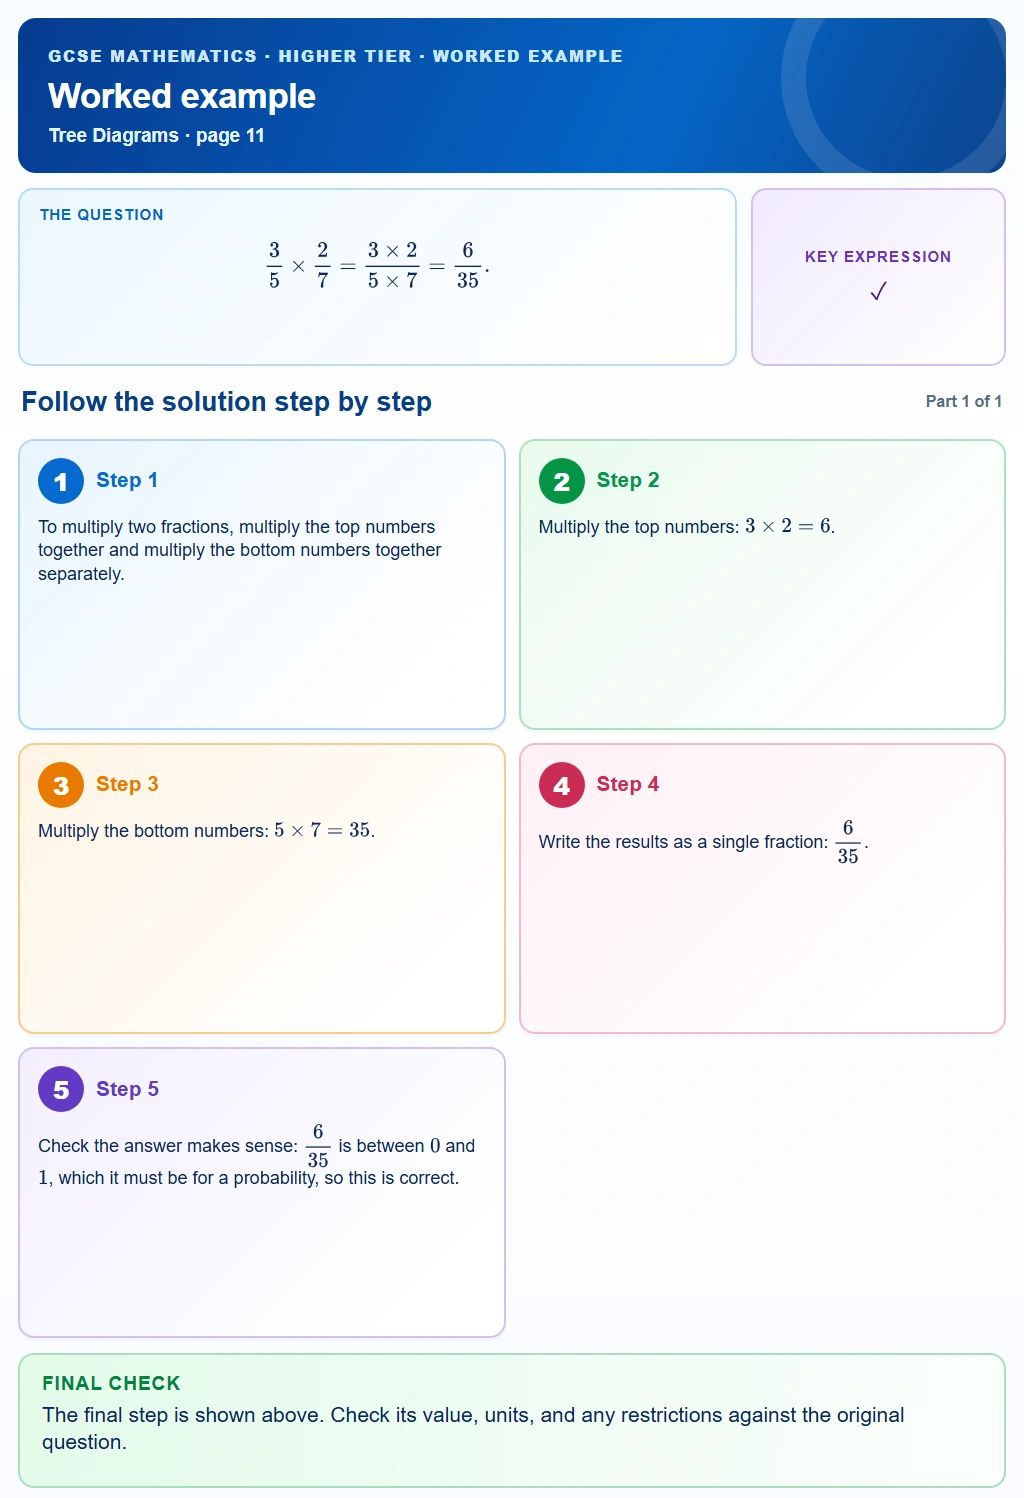 GCSE MATHEMATICS · HIGHER TIER · WORKED EXAMPLE
Worked example
Tree Diagrams · page 11
THE QUESTION
3/5 × 2/7 = (3 × 2)/(5 × 7) = 6/35.
KEY EXPRESSION
✓
Follow the solution step by step
Part 1 of 1
1 Step 1
To multiply two fractions, multiply the top numbers
together and multiply the bottom numbers together
separately.
2 Step 2
Multiply the top numbers: 3 × 2 = 6.
3 Step 3
Multiply the bottom numbers: 5 × 7 = 35.
4 Step 4
Write the results as a single fraction: 6/35.
5 Step 5
Check the answer makes sense: 6/35 is between 0 and
1, which it must be for a probability, so this is correct.
FINAL CHECK
The final step is shown above. Check its value, units, and any restrictions against the original
question.